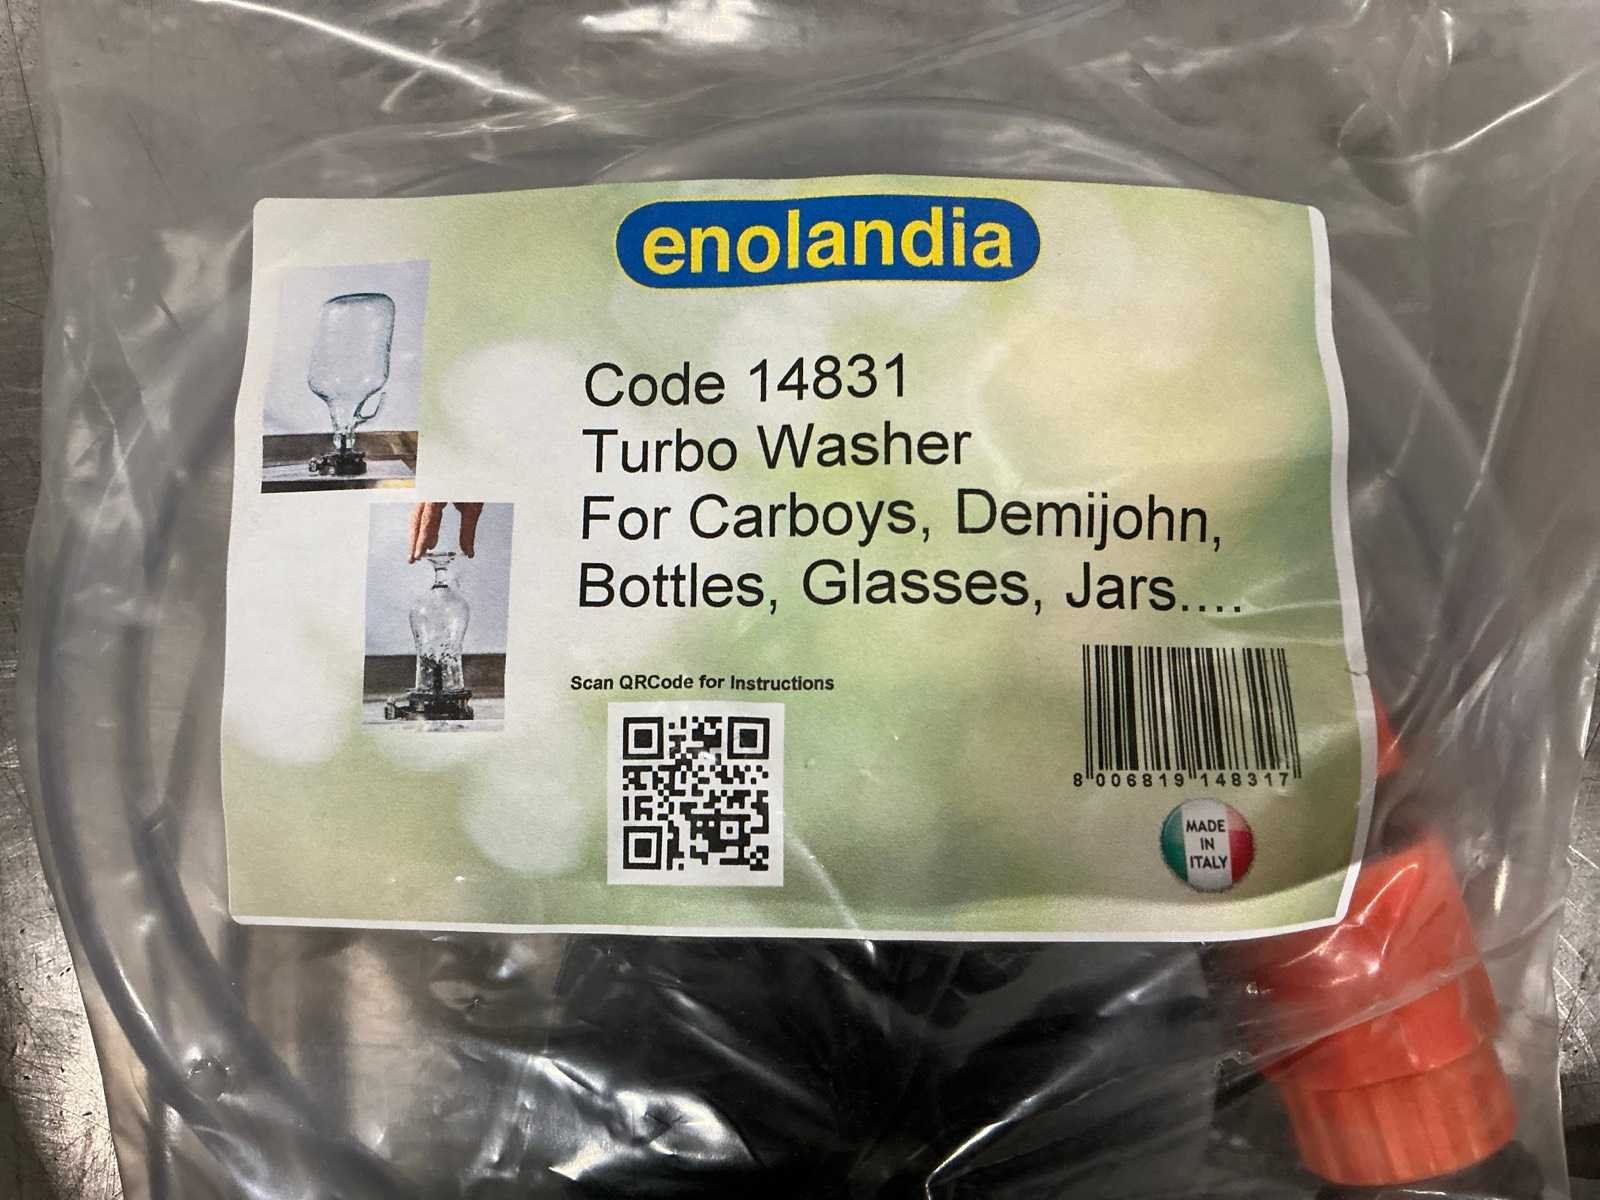 enolandia
Code 14831
Turbo Washer
For Carboys, Demijohn,
Bottles, Glasses, Jars....
Scan QRCode for Instructions
8 006819 148317
MADE
IN
ITALY